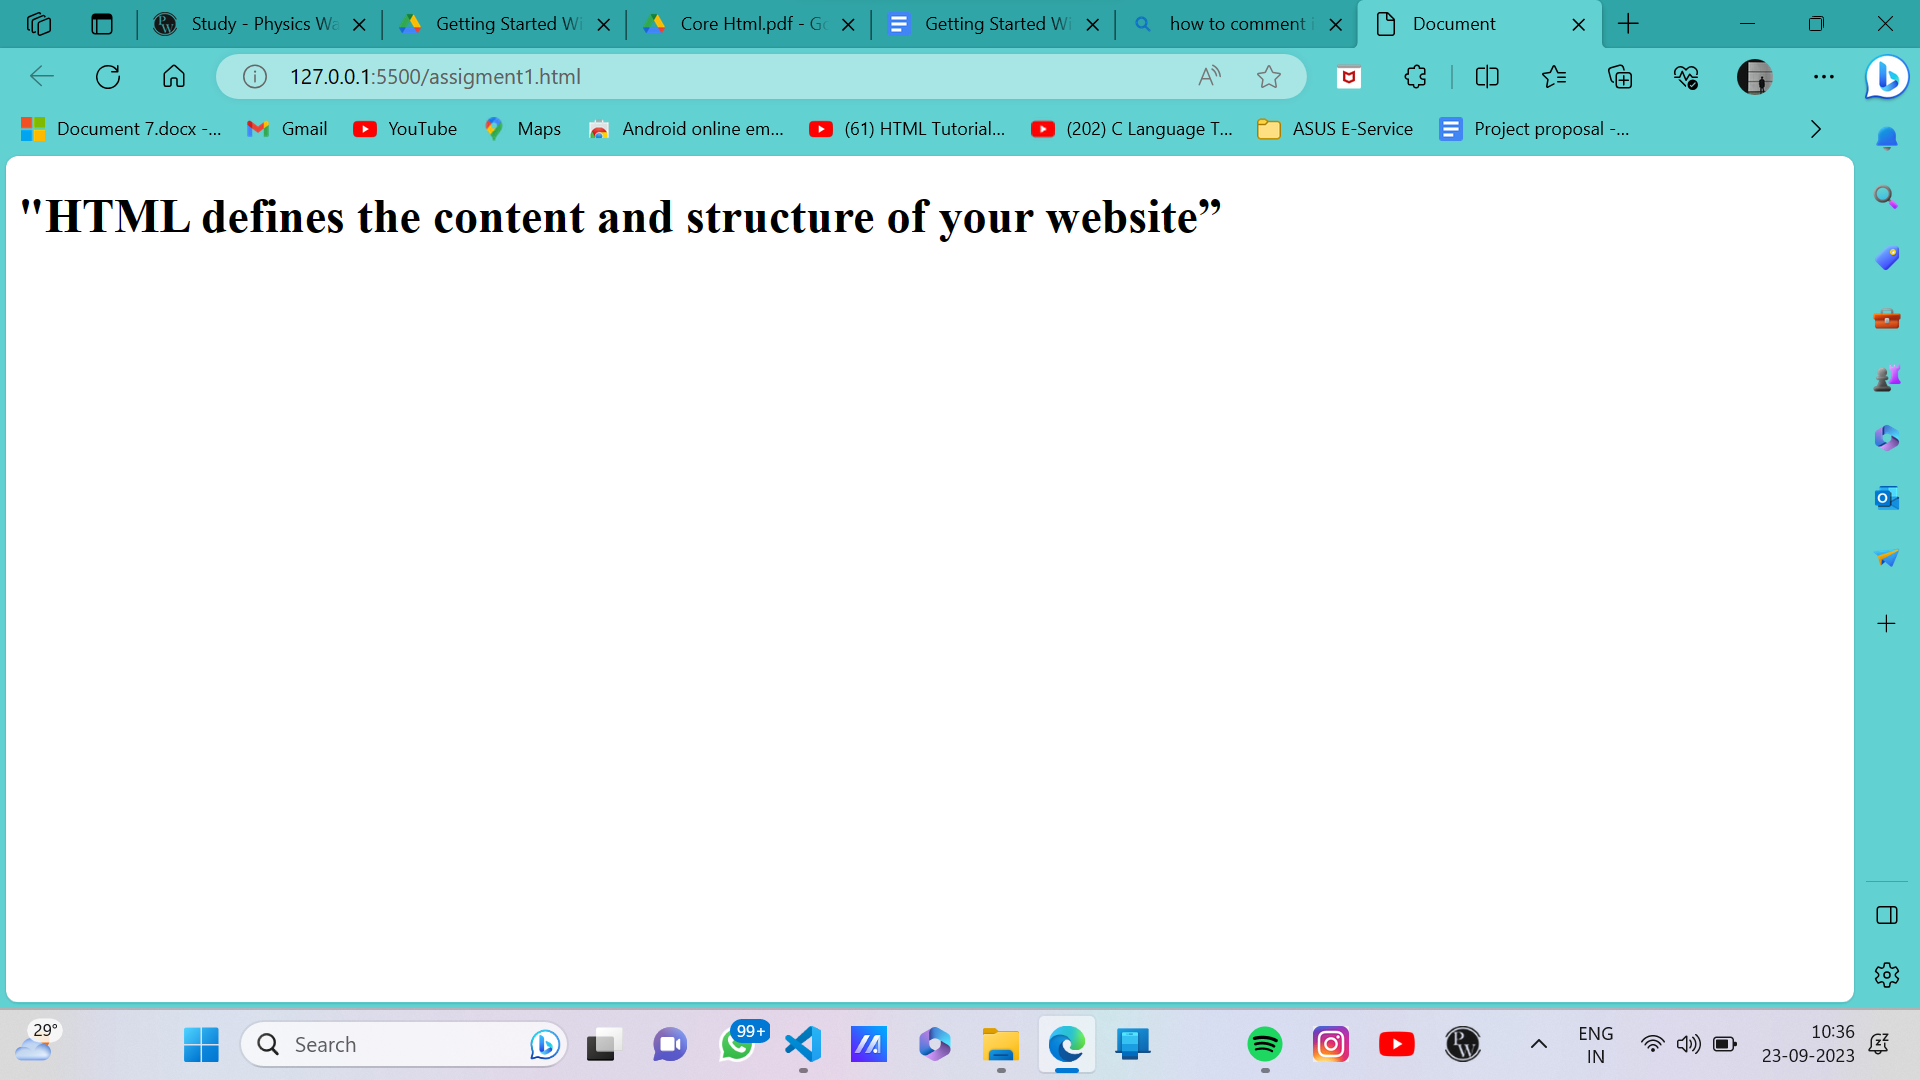 Study - Physics Wa
Getting Started Wi
Core Html.pdf - Go
Getting Started Wi
how to comment i
Document
127.0.0.1:5500/assigment1.html
Document 7.docx -...
Gmail
YouTube
Maps
Android online em...
(61) HTML Tutorial...
(202) C Language T...
ASUS E-Service
Project proposal -...
"HTML defines the content and structure of your website”
29°
Search
99+
ENG
IN
10:36
23-09-2023